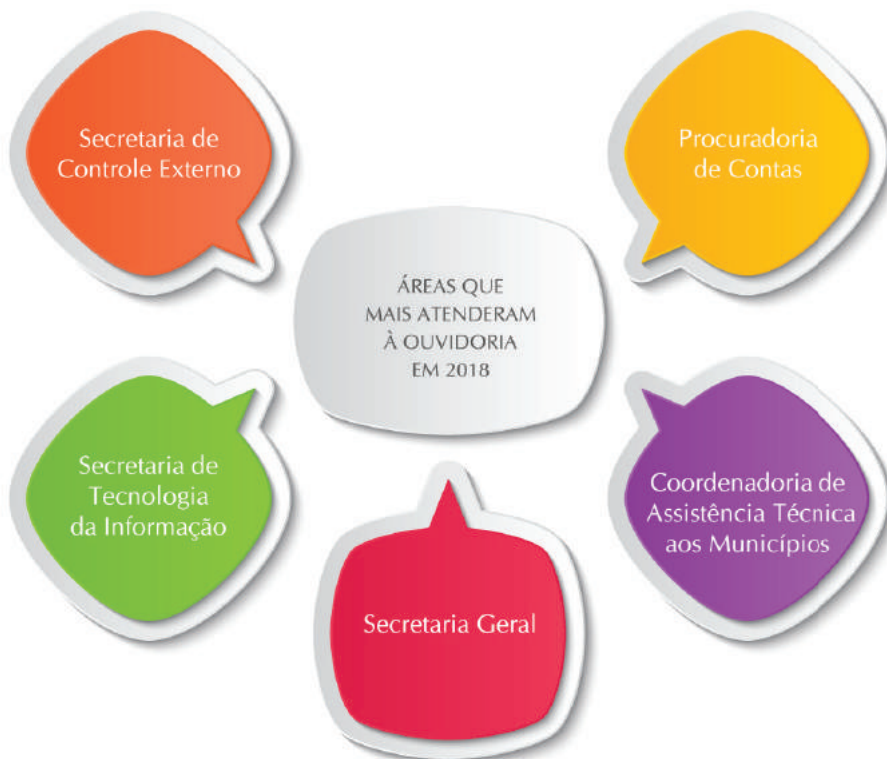 Secretaria de
Controle Externo
Procuradoria
de Contas
ÁREAS QUE
MAIS ATENDERAM
À OUVIDORIA
EM 2018
Secretaria de
Tecnologia
da Informação
Coordenadoria de
Assistência Técnica
aos Municípios
Secretaria Geral